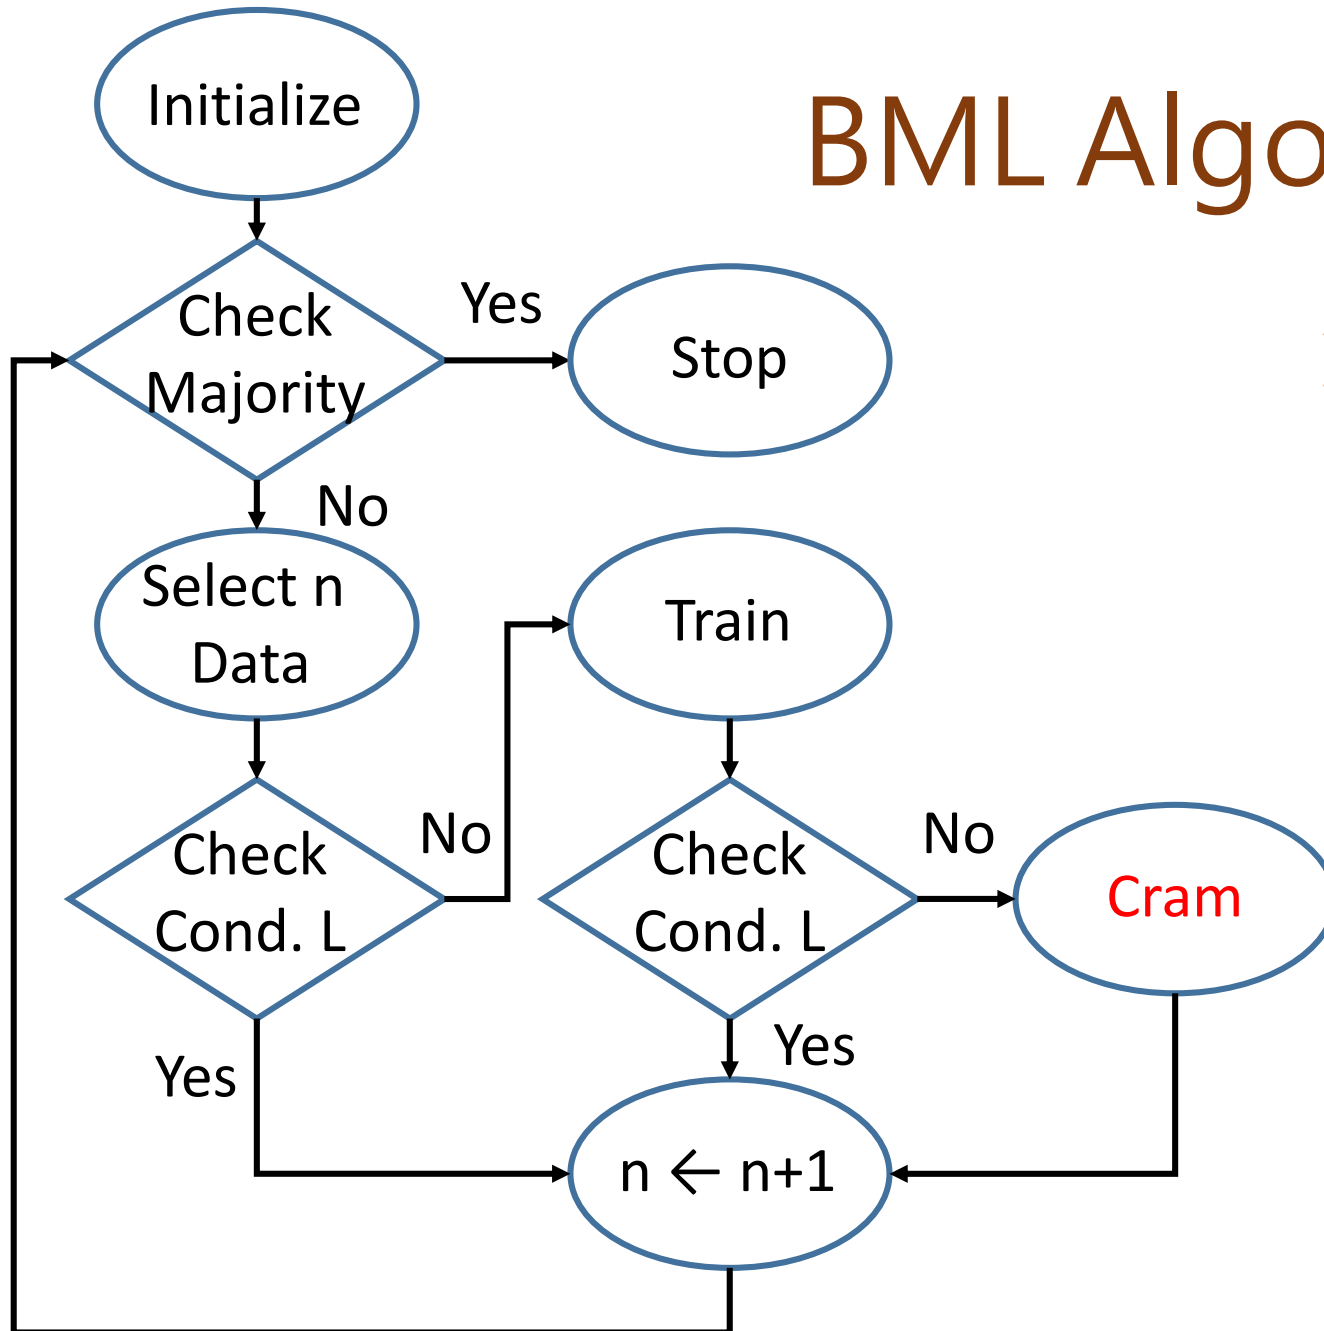 Initialize
BML Algo
Check
Majority
Yes
Stop
No
Select n
Data
Train
Check
Cond. L
No
Check
Cond. L
No
Cram
Yes
Yes
n ← n+1